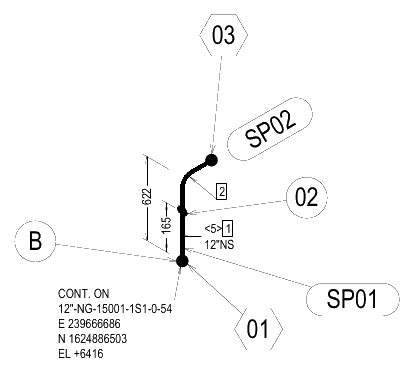 03
SP02
622
2
02
165
<5> 1
12"NS
B
SP01
01
CONT. ON
12"-NG-15001-1S1-0-54
E 239666686
N 1624886503
EL +6416